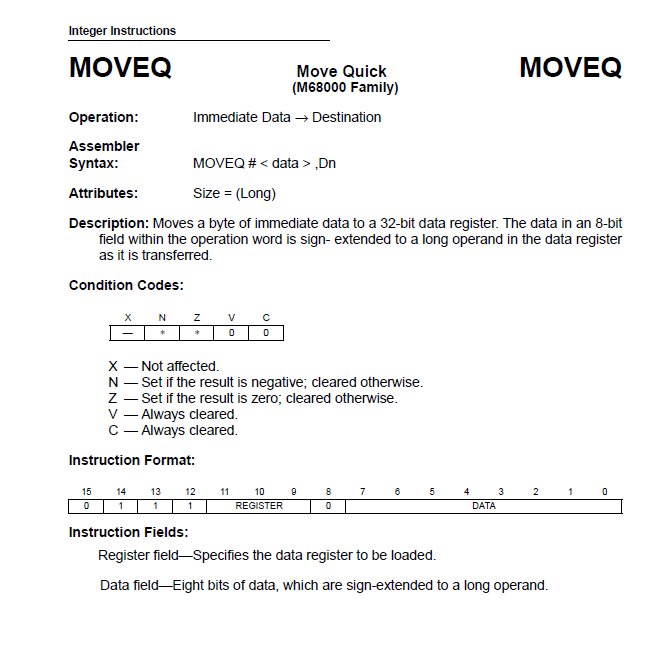 Integer Instructions
MOVEQ Move Quick MOVEQ
(M68000 Family)
Operation: Immediate Data → Destination
Assembler
Syntax: MOVEQ # < data > ,Dn
Attributes: Size = (Long)
Description: Moves a byte of immediate data to a 32-bit data register. The data in an 8-bit
field within the operation word is sign- extended to a long operand in the data register
as it is transferred.
Condition Codes:
X N Z V C
— * * 0 0
X — Not affected.
N — Set if the result is negative; cleared otherwise.
Z — Set if the result is zero; cleared otherwise.
V — Always cleared.
C — Always cleared.
Instruction Format:
15 14 13 12 11 10 9 8 7 6 5 4 3 2 1 0
0 1 1 1 REGISTER 0 DATA
Instruction Fields:
Register field—Specifies the data register to be loaded.
Data field—Eight bits of data, which are sign-extended to a long operand.